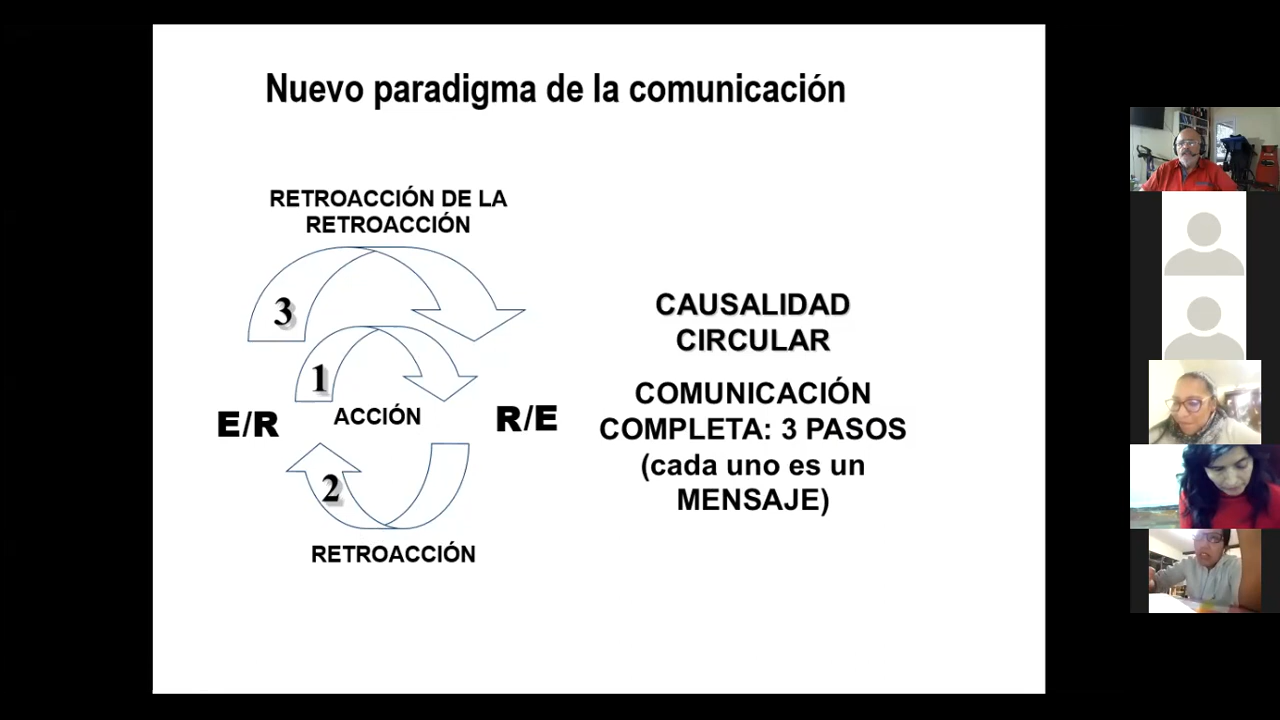 Nuevo paradigma de la comunicación
RETROACCIÓN DE LA
RETROACCIÓN
3
1
E/R
ACCIÓN
R/E
2
RETROACCIÓN
CAUSALIDAD
CIRCULAR
COMUNICACIÓN
COMPLETA: 3 PASOS
(cada uno es un
MENSAJE)